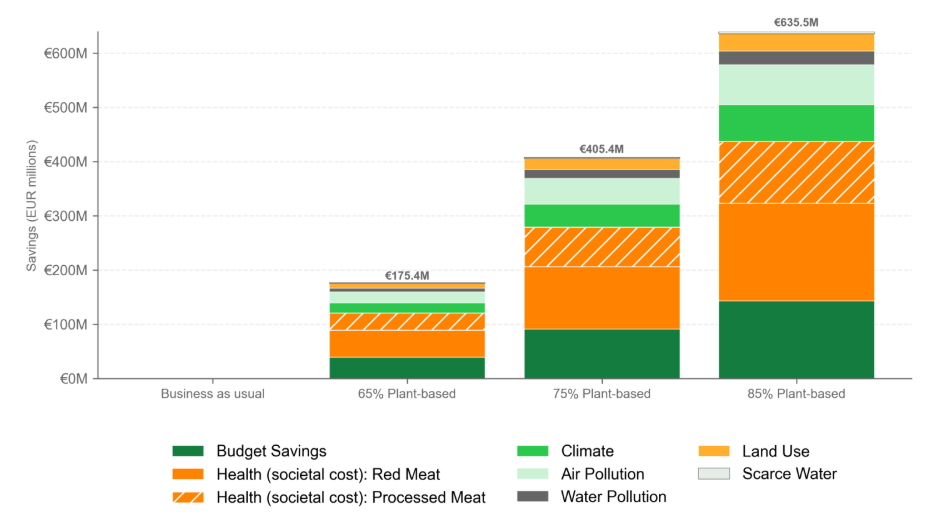 €635.5M
€600M
€500M
€405.4M
€400M
€300M
Savings (EUR millions)
€200M
€175.4M
€100M
€0M
Business as usual
65% Plant-based
75% Plant-based
85% Plant-based
Budget Savings
Health (societal cost): Red Meat
Health (societal cost): Processed Meat
Climate
Air Pollution
Water Pollution
Land Use
Scarce Water